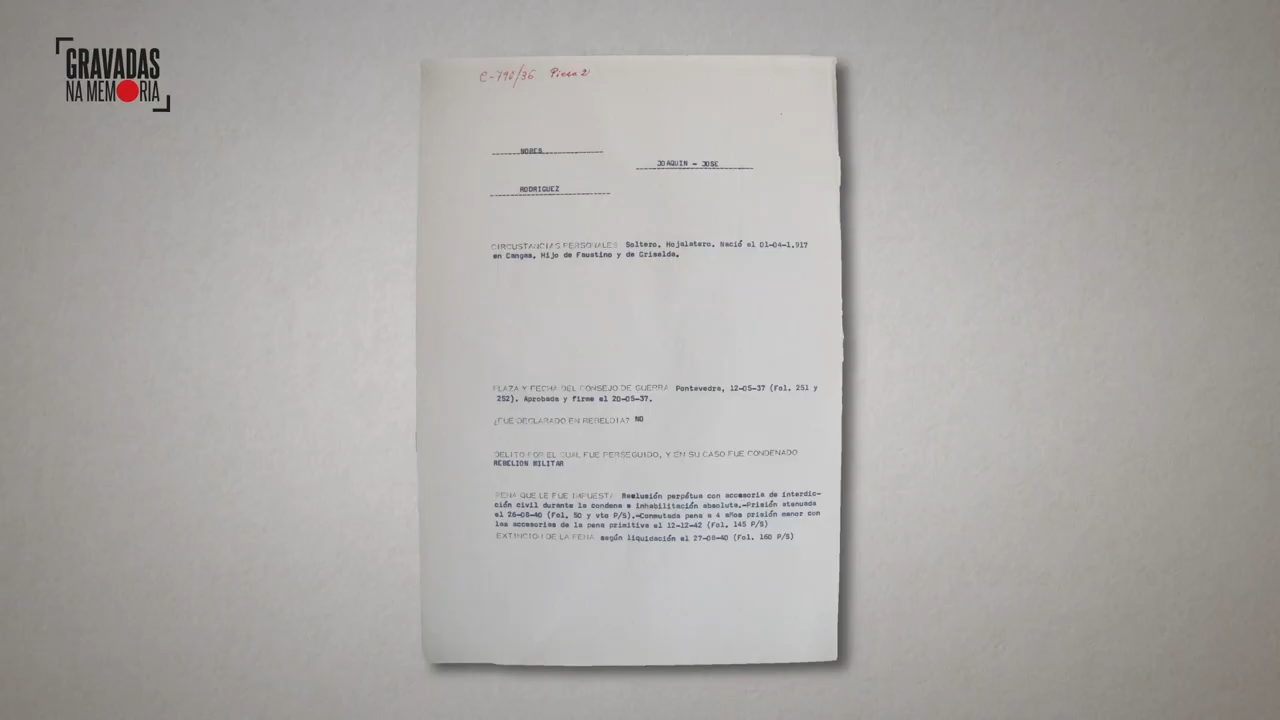 GRAVADAS
NA MEMORIA
C-792/36 Pieza 2
NORES
JOAQUIN - JOSE
RODRIGUEZ
CIRCUSTANCIAS PERSONALES Soltero. Hojalatero. Nació el 01-04-1.917
en Cangas. Hijo de Faustino y de Griselda.
PLAZA Y FECHA DEL CONSEJO DE GUERRA Pontevedra, 12-05-37 (Fol. 251 y
252). Aprobada y firme el 20-05-37.
¿FUE DECLARADO EN REBELDIA? NO
DELITO POR EL CUAL FUE PERSEGUIDO, Y EN SU CASO FUE CONDENADO
REBELION MILITAR
PENA QUE LE FUE IMPUESTA Reclusión perpétua con accesoria de interdic-
ción civil durante la condena e inhabilitación absoluta.-Prisión atenuada
el 26-08-40 (Fol. 50 y vto P/S).-Conmutada pena a 4 años prisión menor con
las accesorias de la pena primitiva el 12-12-42 (Fol. 145 P/S)
EXTINCION DE LA PENA según liquidación el 27-08-40 (Fol. 160 P/S)